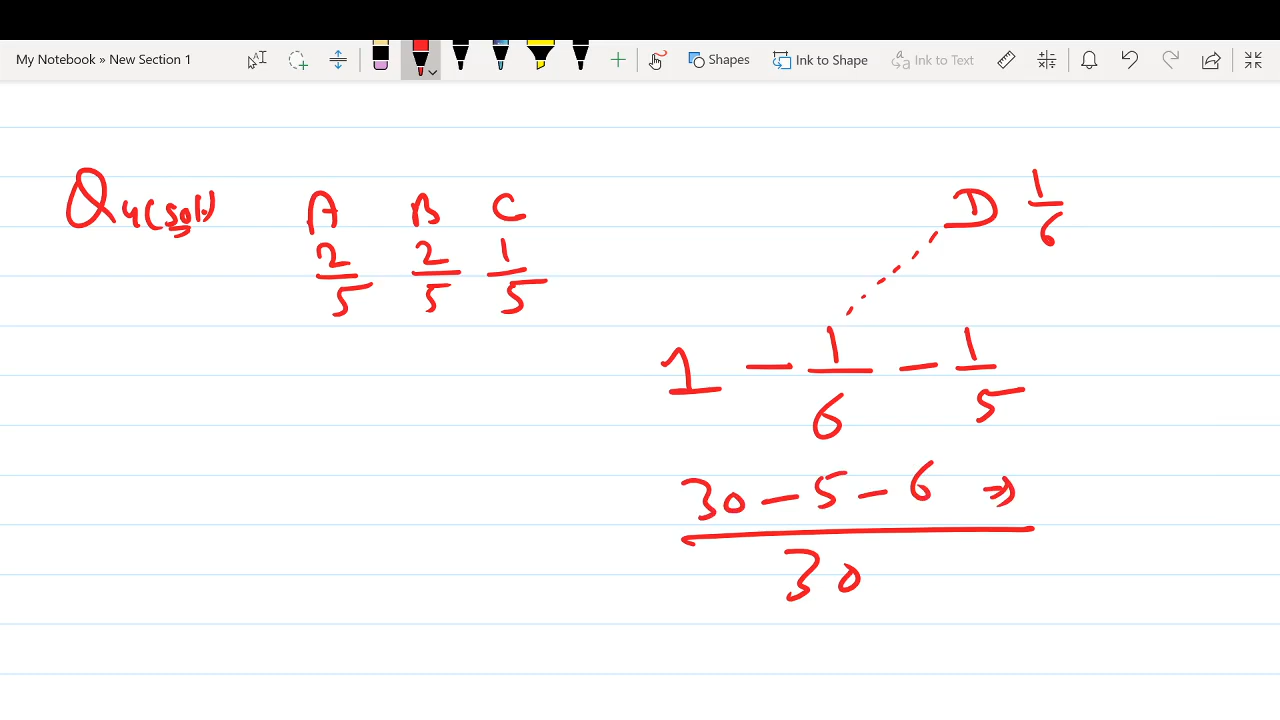 My Notebook » New Section 1
Shapes
Ink to Shape
Ink to Text
Q4(sol.) A B C D 1/6
2/5 2/5 1/5
1 - 1/6 - 1/5
30 - 5 - 6 ⇒
30